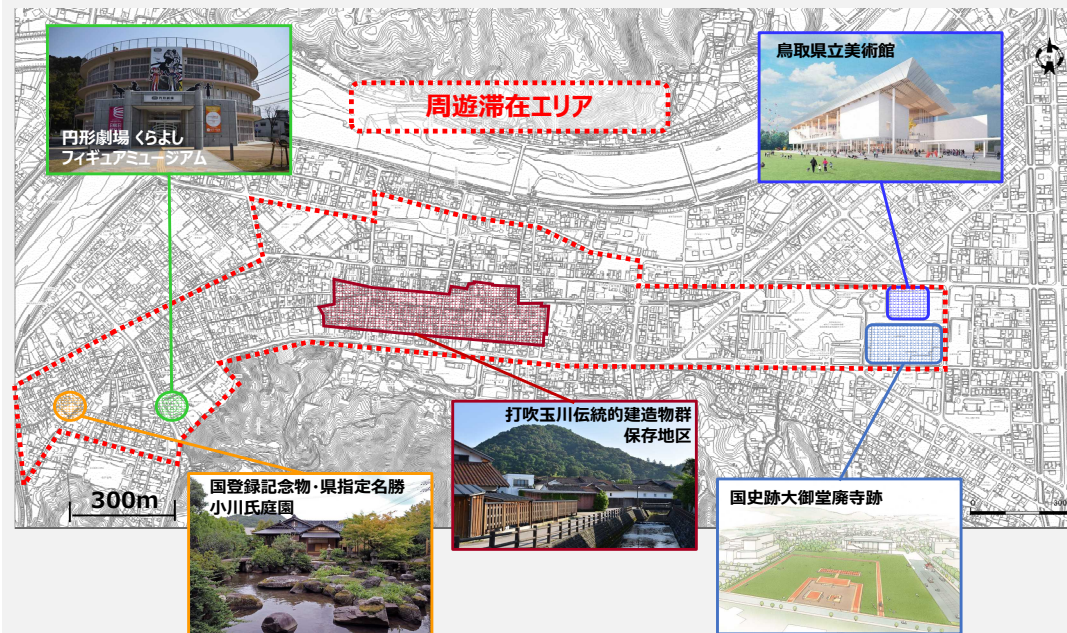 円形劇場 くらよし
フィギュアミュージアム
周遊滞在エリア
鳥取県立美術館
打吹玉川伝統的建造物群
保存地区
300m
国登録記念物・県指定名勝
小川氏庭園
国史跡大御堂廃寺跡
0
300m